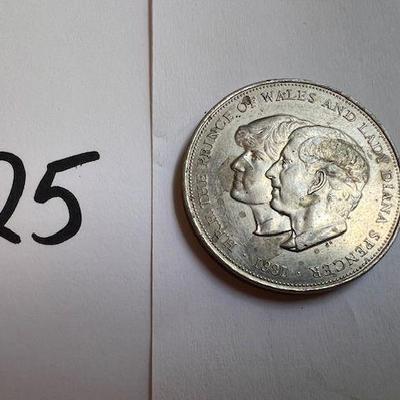 25
H.R.H. THE PRINCE OF WALES AND LADY DIANA SPENCER · 1981